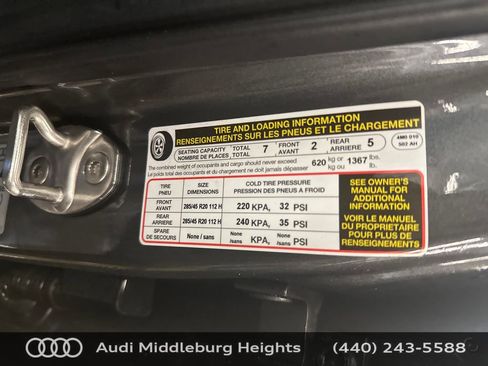 TIRE AND LOADING INFORMATION
RENSEIGNEMENTS SUR LES PNEUS ET LE CHARGEMENT
SEATING CAPACITY TOTAL 7 FRONT 2 REAR 5
NOMBRE DE PLACES TOTAL AVANT ARRIÈRE
4M0 010
502 AH
The combined weight of occupants and cargo should never exceed 620 kg or 1367 lbs.
Le poids total des occupants et du chargement ne doit jamais dépasser kg ou lb.
TIRE SIZE COLD TIRE PRESSURE
PNEU DIMENSIONS PRESSION DES PNEUS A FROID
FRONT 285/45 R20 112 H 220 KPA, 32 PSI
AVANT
REAR 285/45 R20 112 H 240 KPA, 35 PSI
ARRIERE
SPARE None / sans None / sans KPA, None / sans PSI
DE SECOURS
SEE OWNER'S
MANUAL FOR
ADDITIONAL
INFORMATION
VOIR LE MANUEL
DU PROPRIETAIRE
POUR PLUS DE
RENSEIGNEMENTS
Audi Middleburg Heights (440) 243-5588